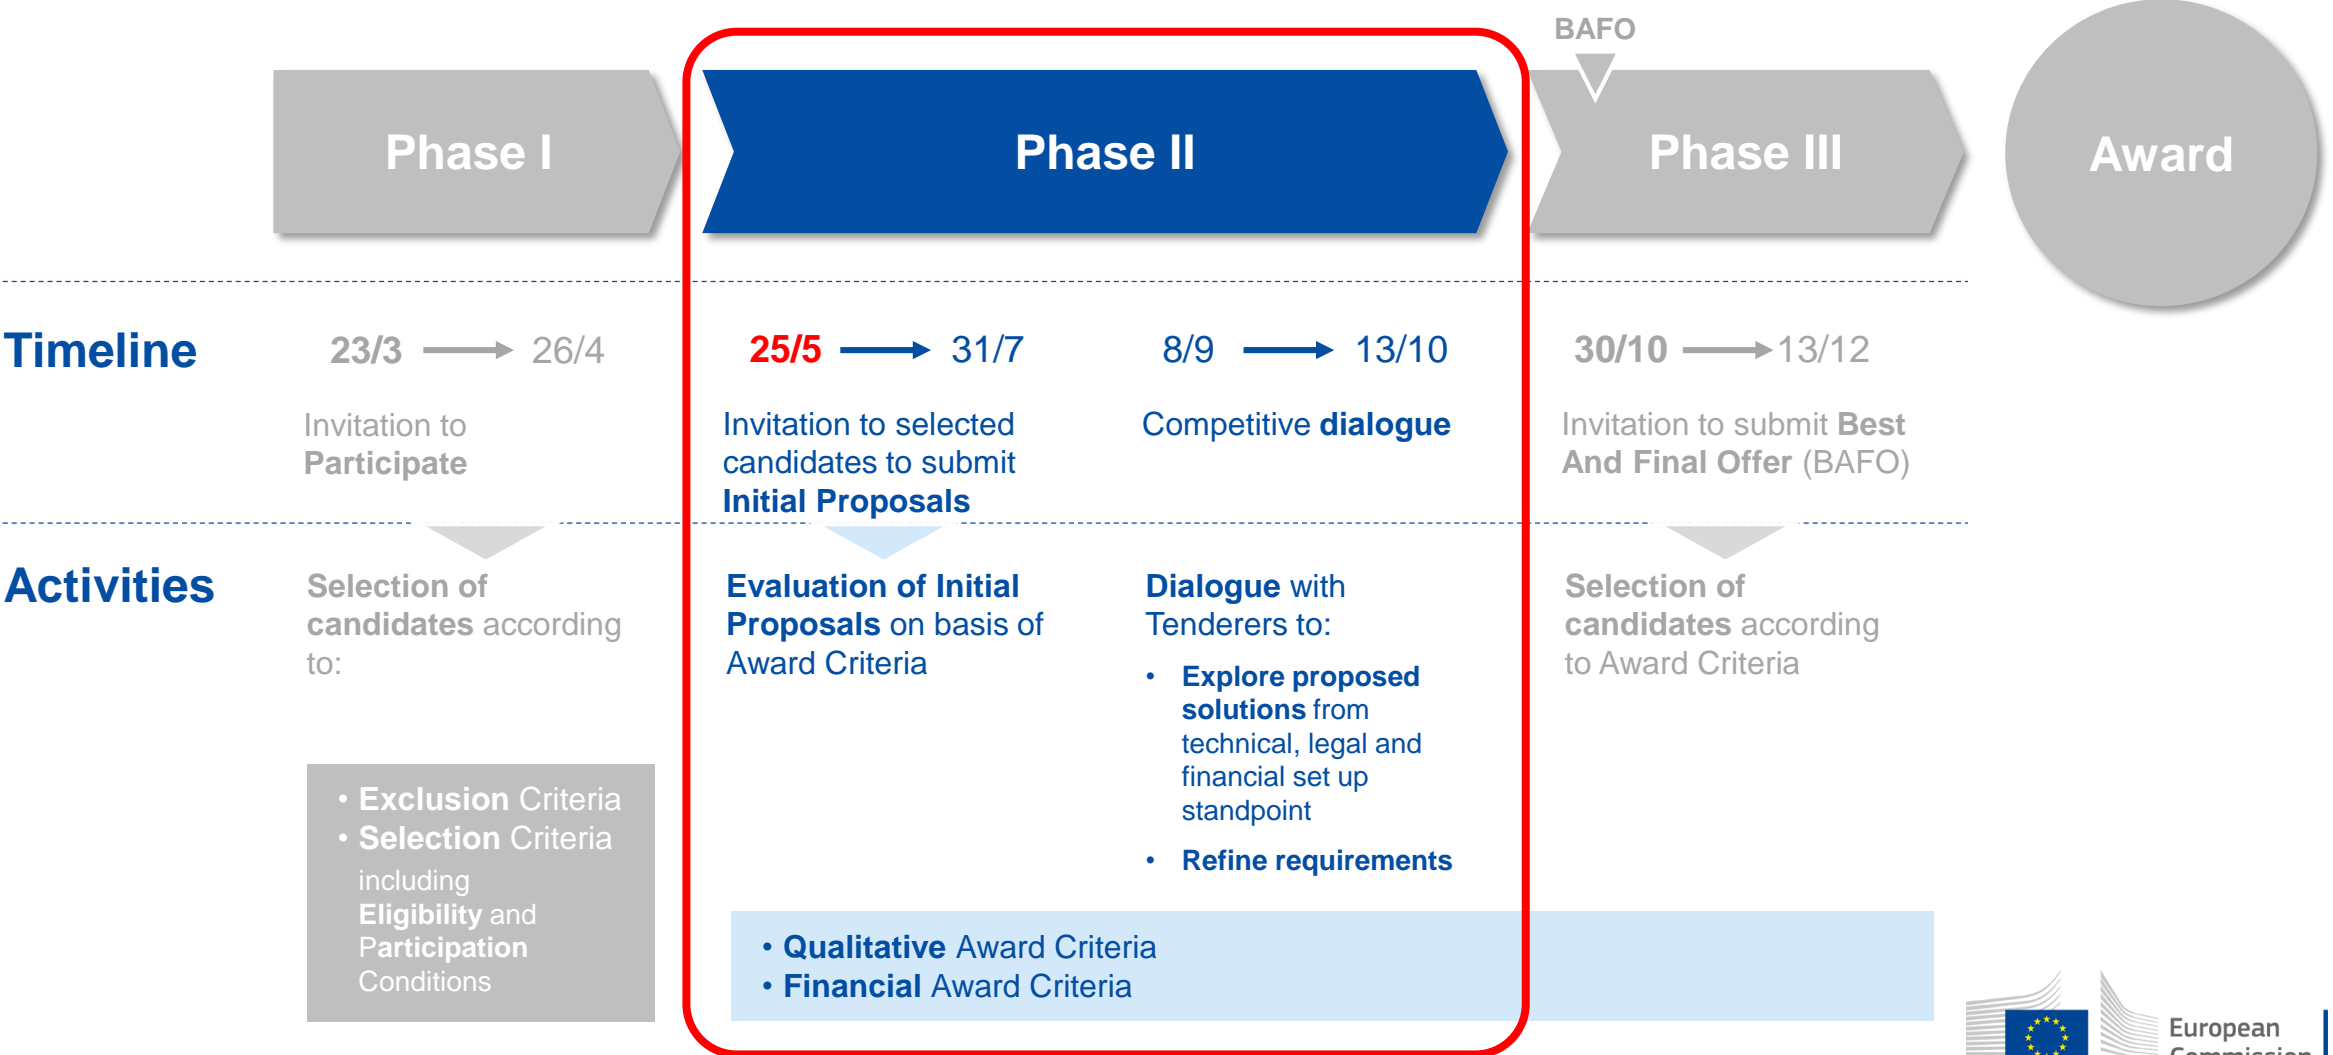 BAFO
Phase I
Phase II
Phase III
Award
Timeline
23/3
26/4
25/5
31/7
8/9
13/10
30/10
13/12
Invitation to
Participate
Invitation to selected
candidates to submit
Initial Proposals
Competitive dialogue
Invitation to submit Best
And Final Offer (BAFO)
Activities
Selection of
candidates according
to:
• Exclusion Criteria
• Selection Criteria
including
Eligibility and
Participation
Conditions
Evaluation of Initial
Proposals on basis of
Award Criteria
Dialogue with
Tenderers to:
• Explore proposed
solutions from
technical, legal and
financial set up
standpoint
• Refine requirements
Selection of
candidates according
to Award Criteria
• Qualitative Award Criteria
• Financial Award Criteria
European
Commission